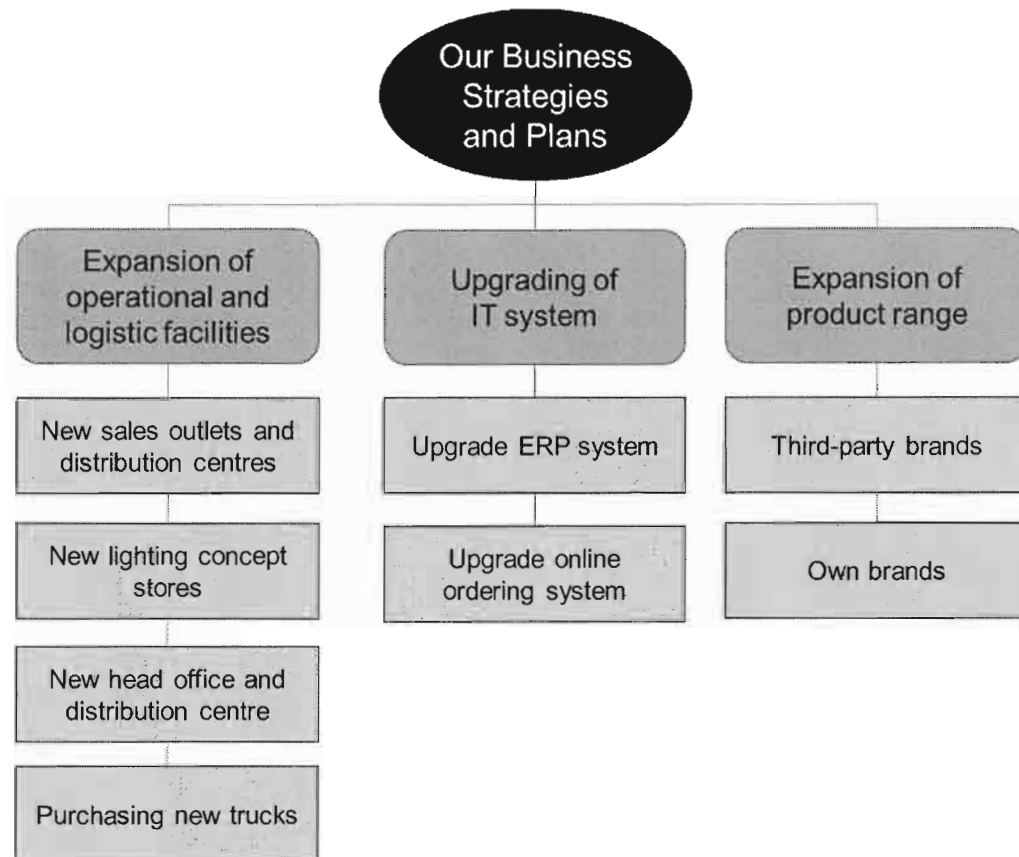 Our Business
Strategies
and Plans
Expansion of
operational and
logistic facilities
New sales outlets and
distribution centres
New lighting concept
stores
New head office and
distribution centre
Purchasing new trucks
Upgrading of
IT system
Upgrade ERP system
Upgrade online
ordering system
Expansion of
product range
Third-party brands
Own brands